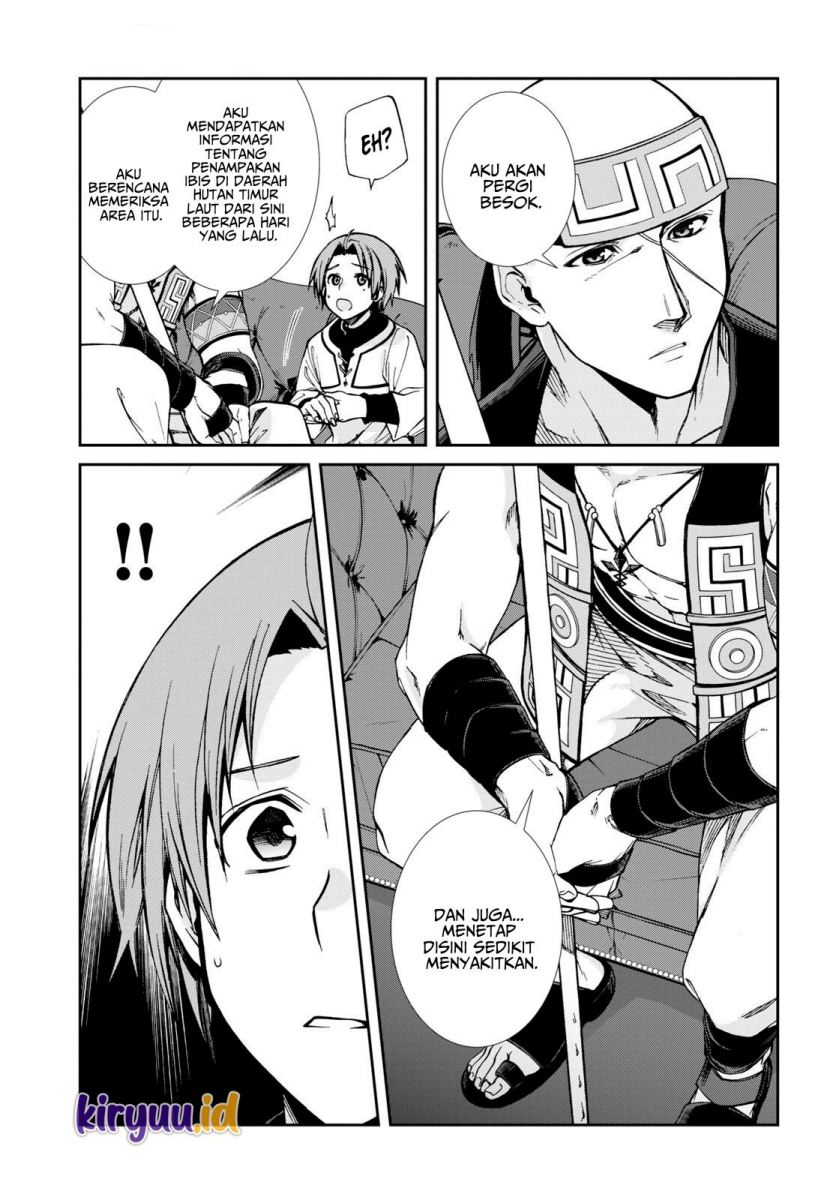 AKU AKAN
PERGI
BESOK.
EH?
AKU
MENDAPATKAN
INFORMASI
TENTANG
PENAMPAKAN
IBIS DI DAERAH
HUTAN TIMUR
LAUT DARI SINI
BEBERAPA HARI
YANG LALU.
AKU
BERENCANA
MEMERIKSA
AREA ITU.
DAN JUGA...
MENETAP
DISINI SEDIKIT
MENYAKITKAN.
!!
kiryuu.id